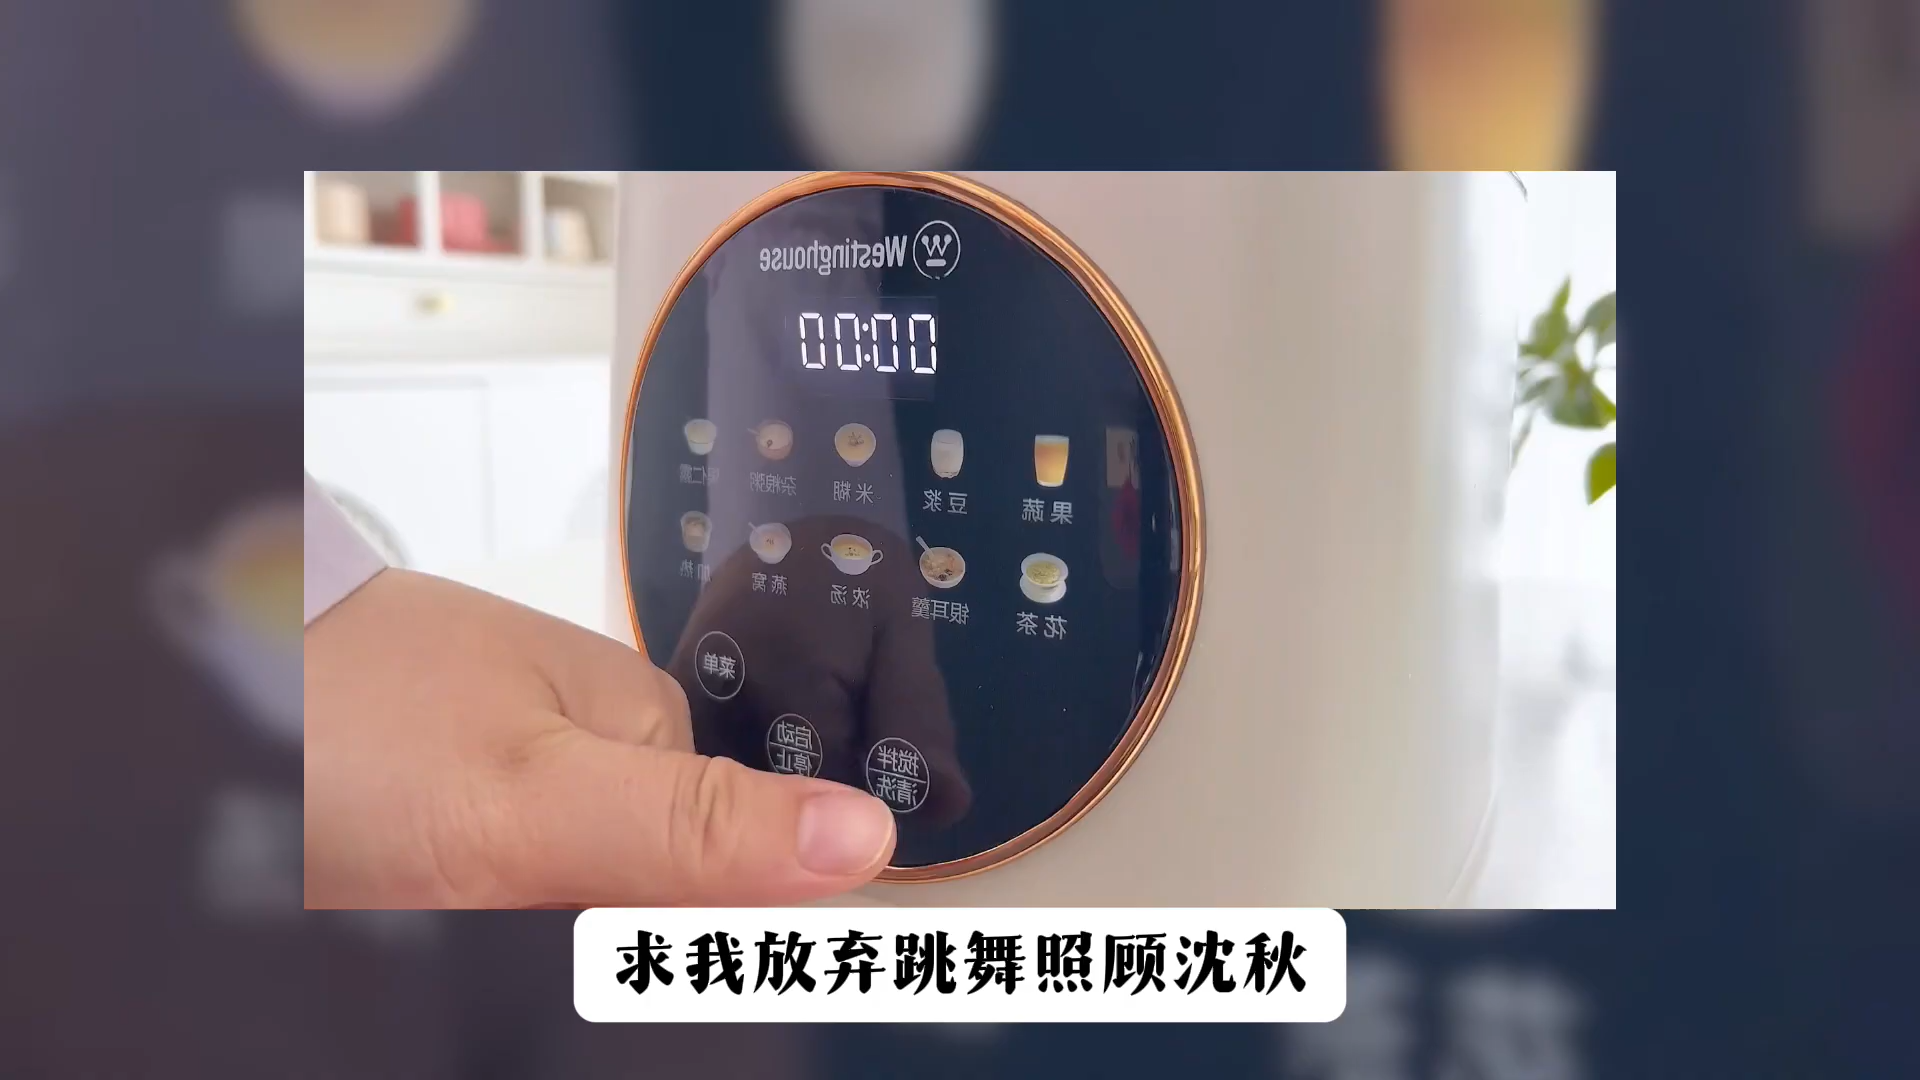 Westinghouse
00:00
果蔬 豆浆 米糊 杂粮粥
花茶 银耳羹 浓汤 燕窝 加热
菜单
启动
停止
搅拌
清洗
求我放弃跳舞照顾沈秋